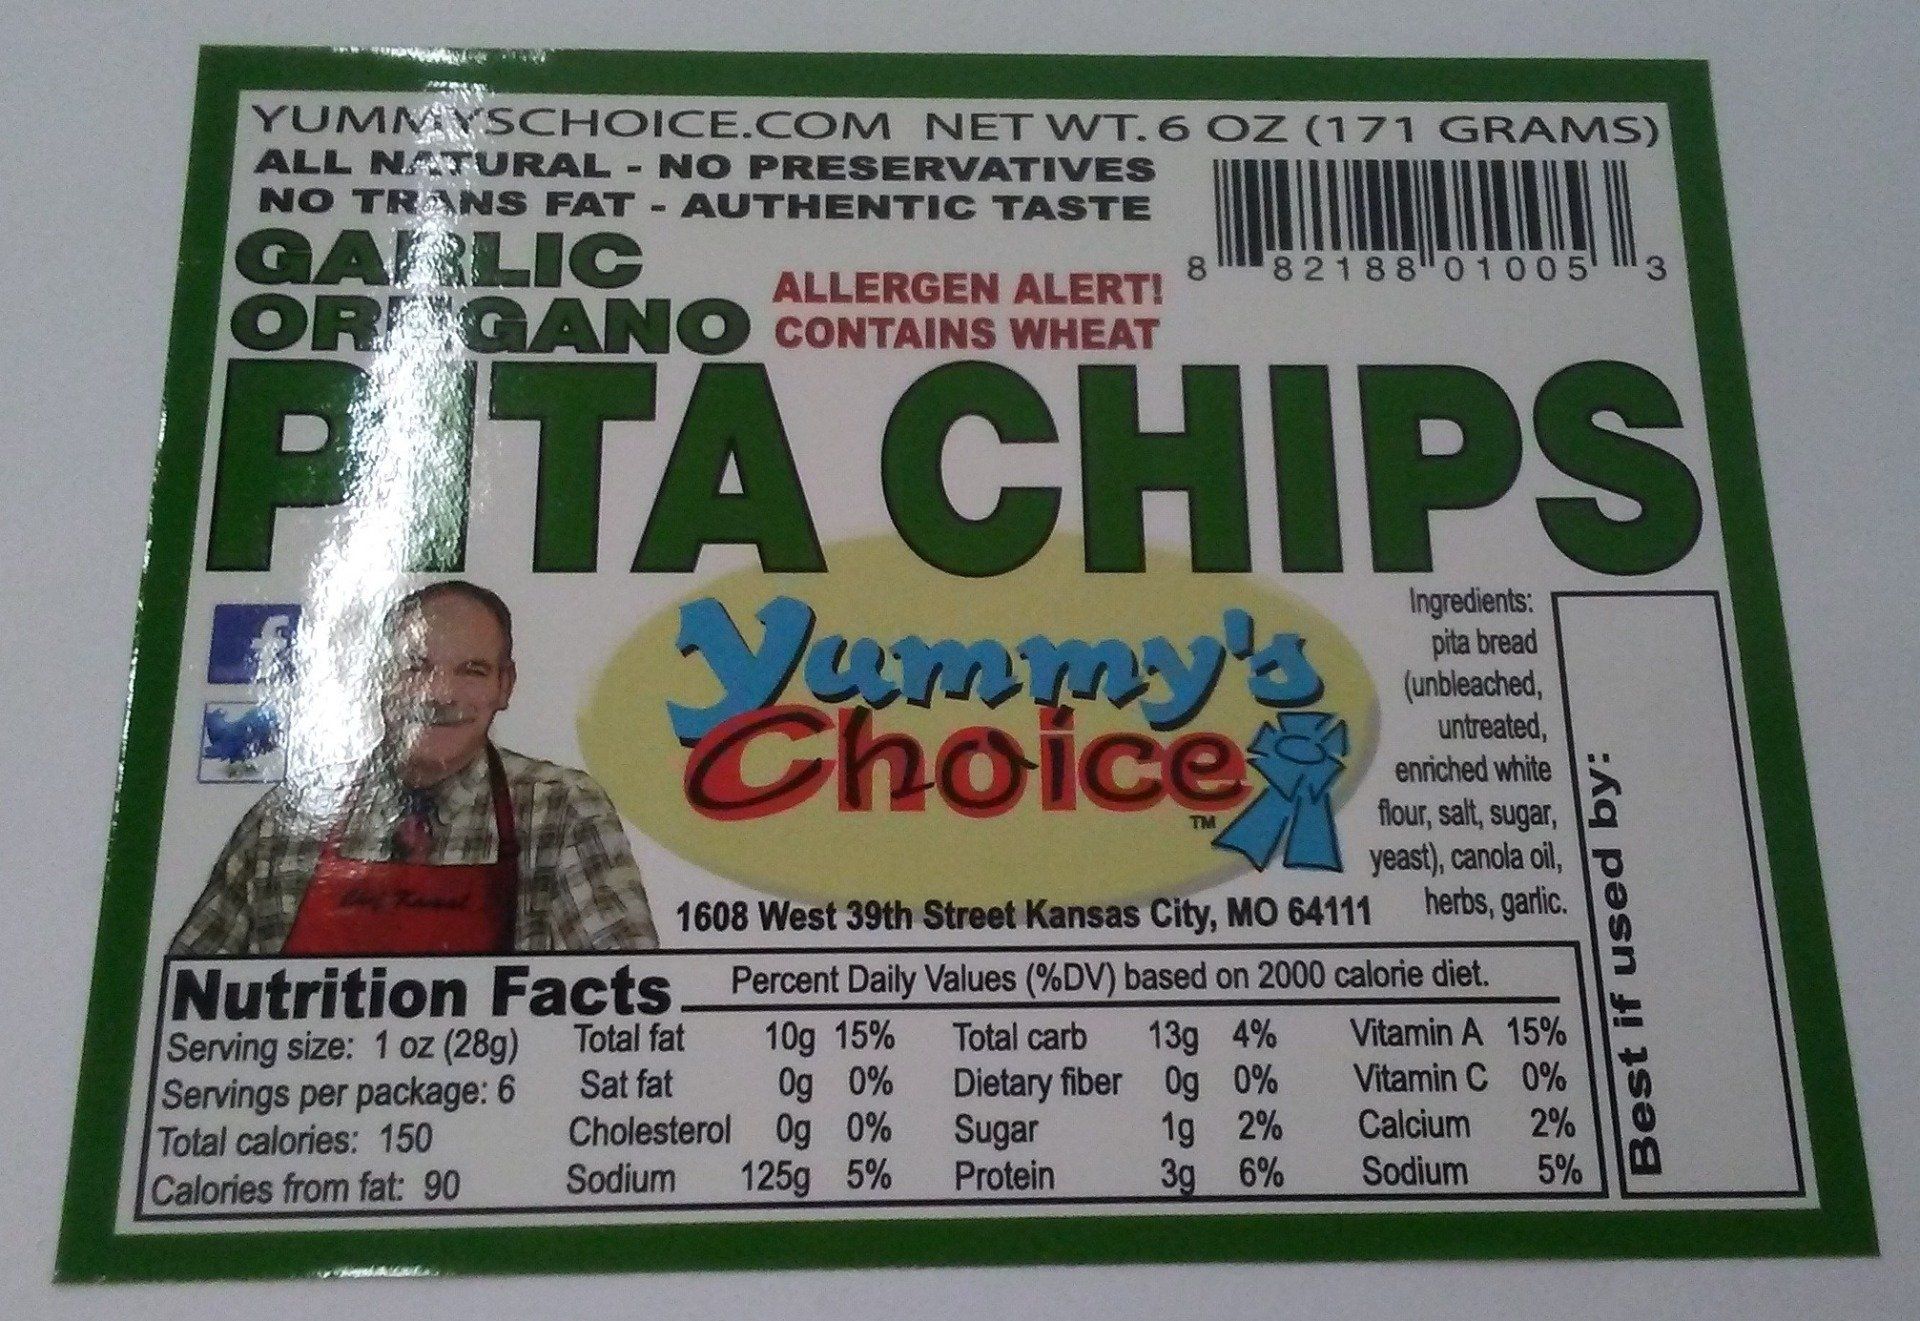 YUMMYSCHOICE.COM NET WT. 6 OZ (171 GRAMS)
ALL NATURAL - NO PRESERVATIVES
NO TRANS FAT - AUTHENTIC TASTE
8 82188 01005 3
GARLIC
OREGANO
ALLERGEN ALERT!
CONTAINS WHEAT
PITA CHIPS
f
Yummy's
Choice
TM
1608 West 39th Street Kansas City, MO 64111
Ingredients:
pita bread
(unbleached,
untreated,
enriched white
flour, salt, sugar,
yeast), canola oil,
herbs, garlic.
Best if used by:
Nutrition Facts
Percent Daily Values (%DV) based on 2000 calorie diet.
Serving size: 1 oz (28g)
Servings per package: 6
Total calories: 150
Calories from fat: 90
Total fat 10g 15%
Sat fat 0g 0%
Cholesterol 0g 0%
Sodium 125g 5%
Total carb 13g 4%
Dietary fiber 0g 0%
Sugar 1g 2%
Protein 3g 6%
Vitamin A 15%
Vitamin C 0%
Calcium 2%
Sodium 5%